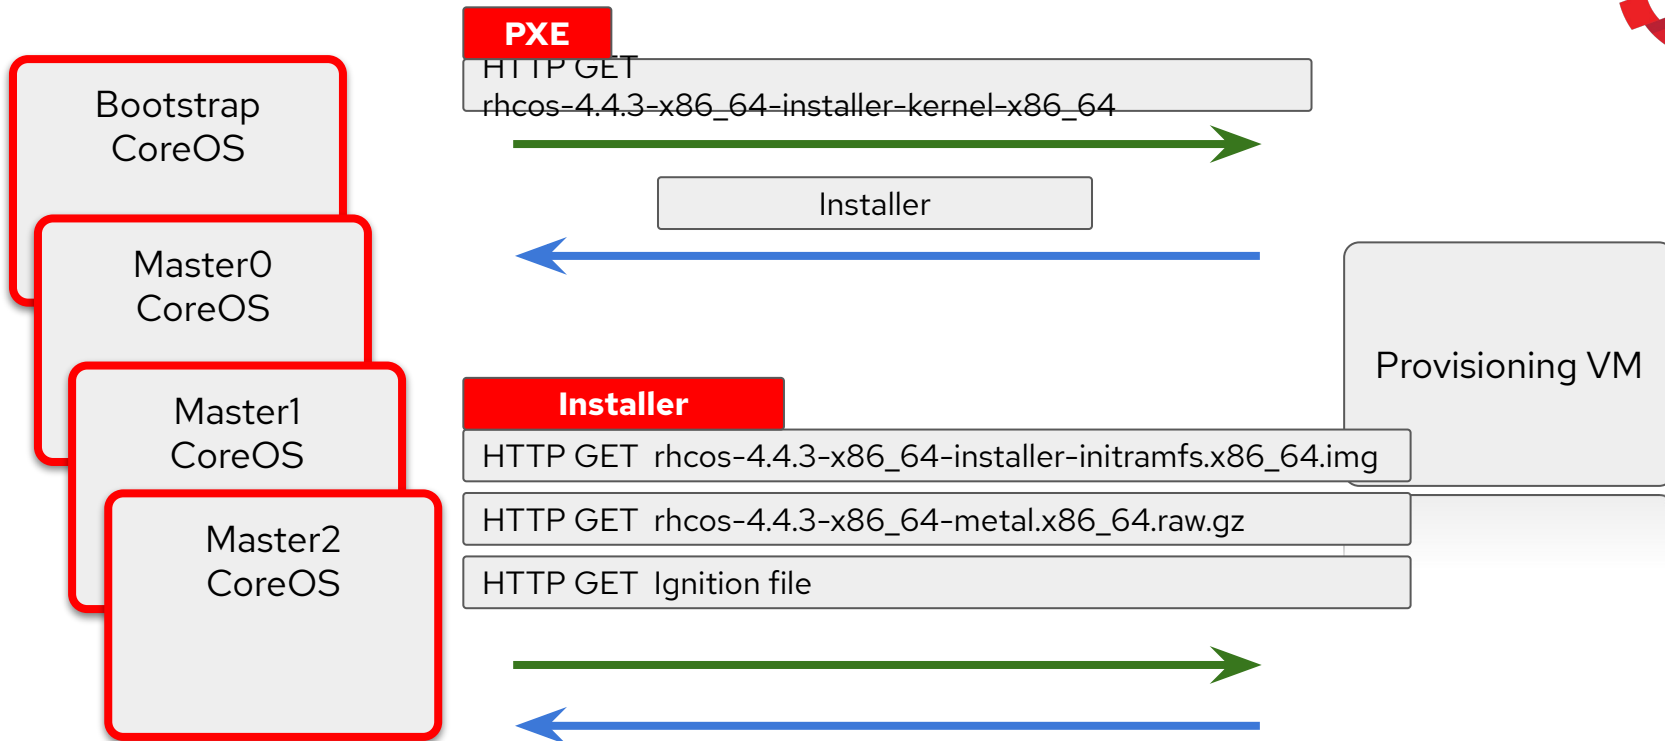 PXE
HTTP GET
rhcos-4.4.3-x86_64-installer-kernel-x86_64
Bootstrap
CoreOS
Installer
Master0
CoreOS
Provisioning VM
Master1
CoreOS
Installer
HTTP GET rhcos-4.4.3-x86_64-installer-initramfs.x86_64.img
HTTP GET rhcos-4.4.3-x86_64-metal.x86_64.raw.gz
Master2
CoreOS
HTTP GET Ignition file